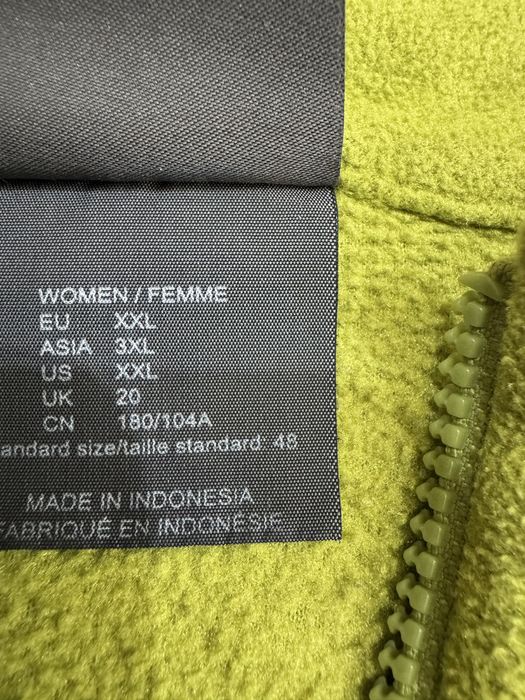 WOMEN / FEMME
EU XXL
ASIA 3XL
US XXL
UK 20
CN 180/104A
andard size/taille standard 48
MADE IN INDONESIA
FABRIQUÉ EN INDONÉSIE